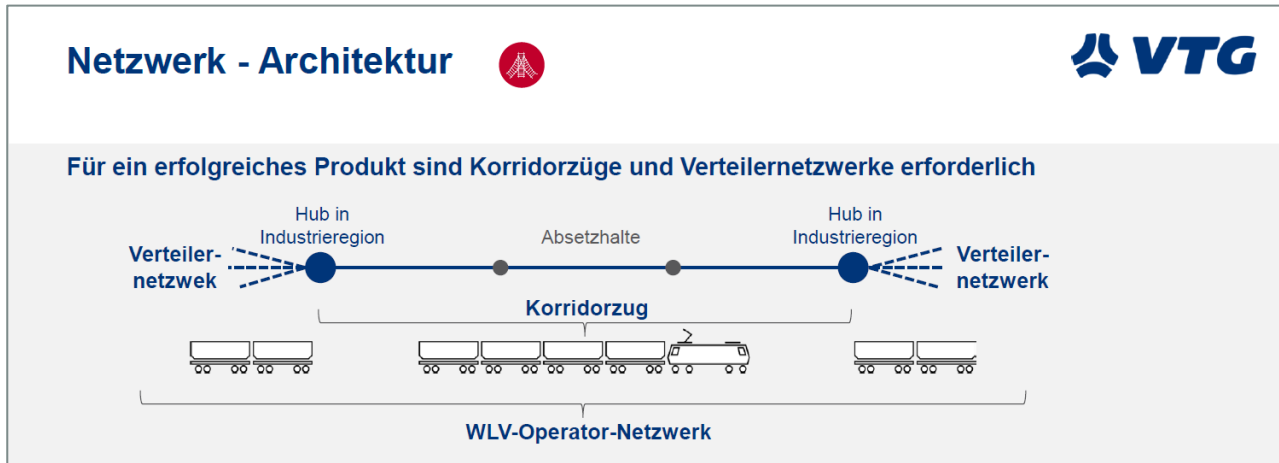 Netzwerk - Architektur
VTG
Für ein erfolgreiches Produkt sind Korridorzüge und Verteilernetzwerke erforderlich
Hub in
Industrieregion
Absetzhalte
Hub in
Industrieregion
Verteiler-
netzwek
Verteiler-
netzwerk
Korridorzug
WLV-Operator-Netzwerk